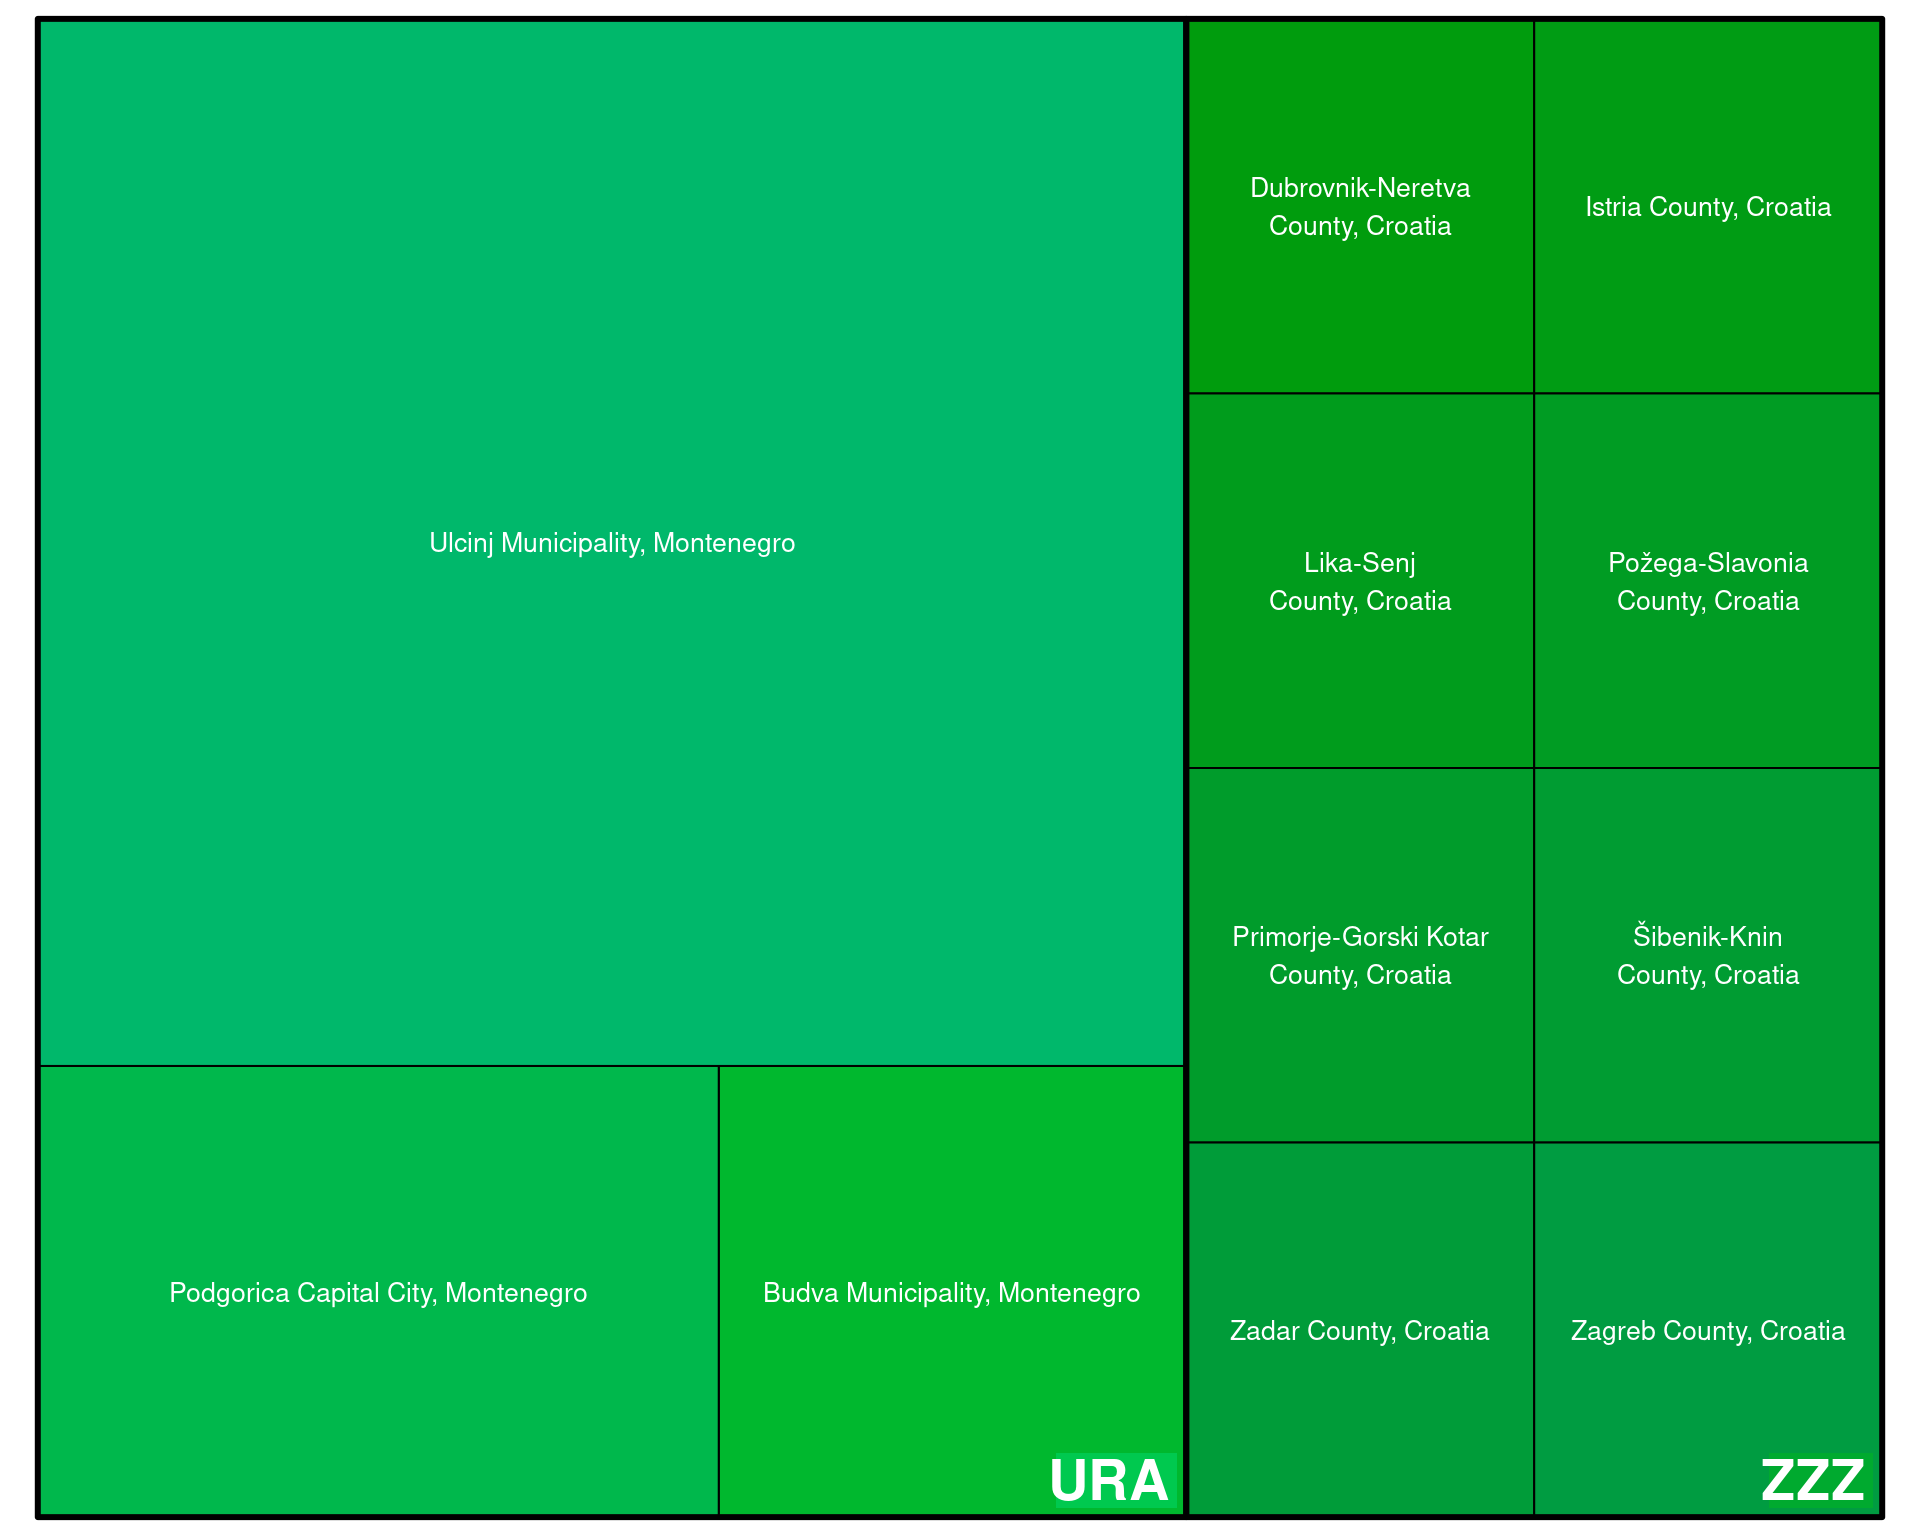 Ulcinj Municipality, Montenegro
Podgorica Capital City, Montenegro
Budva Municipality, Montenegro
URA
Dubrovnik-Neretva
County, Croatia
Istria County, Croatia
Lika-Senj
County, Croatia
Požega-Slavonia
County, Croatia
Primorje-Gorski Kotar
County, Croatia
Šibenik-Knin
County, Croatia
Zadar County, Croatia
Zagreb County, Croatia
ZZZ